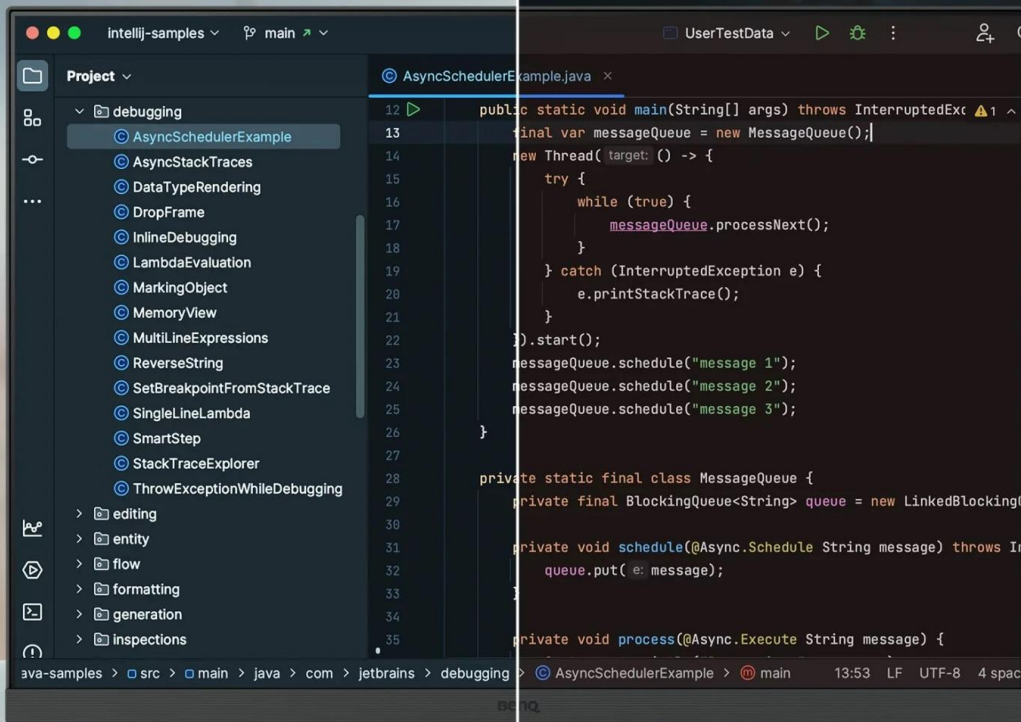 intellij-samples
main
UserTestData
Project
AsyncSchedulerExample.java
debugging
AsyncSchedulerExample
AsyncStackTraces
DataTypeRendering
DropFrame
InlineDebugging
LambdaEvaluation
MarkingObject
MemoryView
MultiLineExpressions
ReverseString
SetBreakpointFromStackTrace
SingleLineLambda
SmartStep
StackTraceExplorer
ThrowExceptionWhileDebugging
editing
entity
flow
formatting
generation
inspections
12 public static void main(String[] args) throws InterruptedExc 1
13 final var messageQueue = new MessageQueue();
14 new Thread( target: () -> {
15 try {
16 while (true) {
17 messageQueue.processNext();
18 }
19 } catch (InterruptedException e) {
20 e.printStackTrace();
21 }
22 }).start();
23 messageQueue.schedule("message 1");
24 messageQueue.schedule("message 2");
25 messageQueue.schedule("message 3");
26 }
27
28 private static final class MessageQueue {
29 private final BlockingQueue<String> queue = new LinkedBlocking
30
31 private void schedule(@Async.Schedule String message) throws In
32 queue.put( e: message);
33 }
34
35 private void process(@Async.Execute String message) {
ava-samples > src > main > java > com > jetbrains > debugging > AsyncSchedulerExample > main 13:53 LF UTF-8 4 spac
BenQ